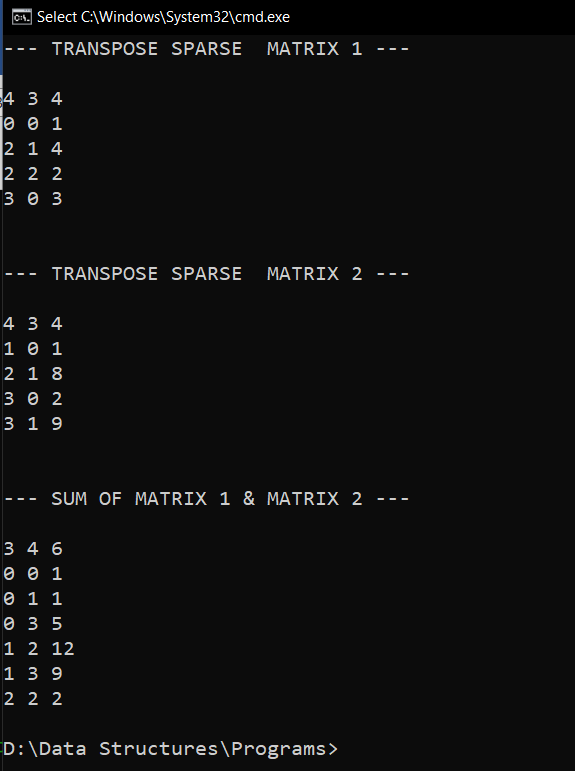 Select C:\Windows\System32\cmd.exe
--- TRANSPOSE SPARSE  MATRIX 1 ---
4 3 4
0 0 1
2 1 4
2 2 2
3 0 3
--- TRANSPOSE SPARSE  MATRIX 2 ---
4 3 4
1 0 1
2 1 8
3 0 2
3 1 9
--- SUM OF MATRIX 1 & MATRIX 2 ---
3 4 6
0 0 1
0 1 1
0 3 5
1 2 12
1 3 9
2 2 2
D:\Data Structures\Programs>